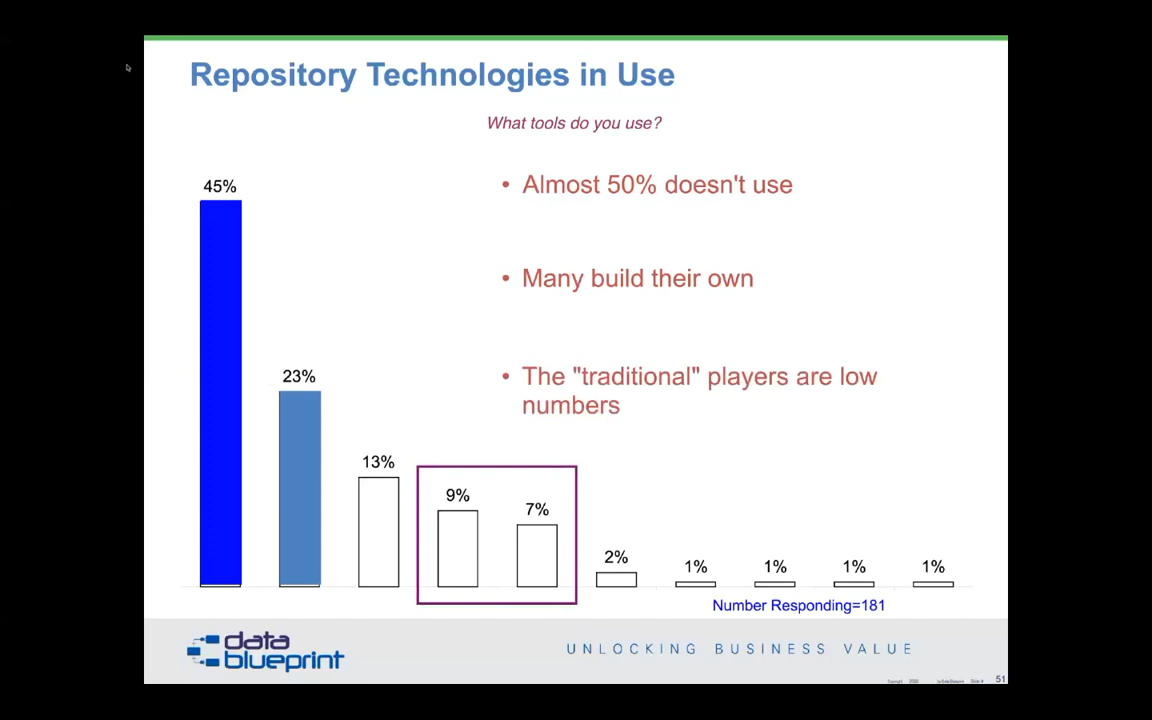 Repository Technologies in Use
What tools do you use?
45%
• Almost 50% doesn't use
• Many build their own
23%
• The "traditional" players are low
numbers
13%
9%
7%
2%
1%
1%
1%
1%
Number Responding=181
data
blueprint
UNLOCKING BUSINESS VALUE
51